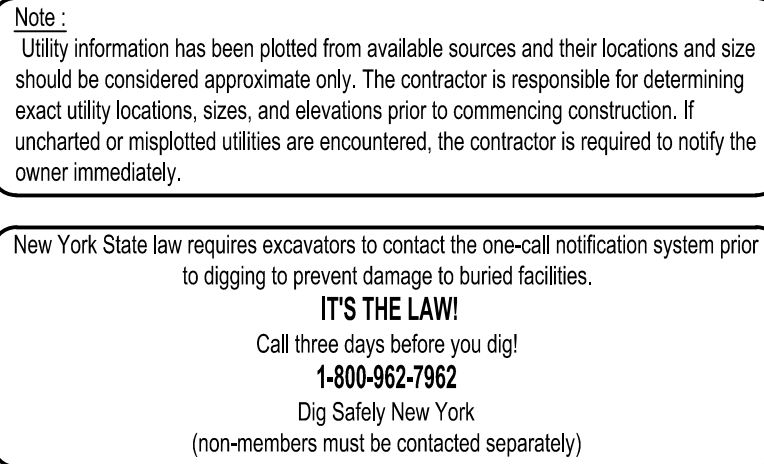 Note :
Utility information has been plotted from available sources and their locations and size
should be considered approximate only. The contractor is responsible for determining
exact utility locations, sizes, and elevations prior to commencing construction. If
uncharted or misplotted utilities are encountered, the contractor is required to notify the
owner immediately.
New York State law requires excavators to contact the one-call notification system prior
to digging to prevent damage to buried facilities.
IT'S THE LAW!
Call three days before you dig!
1-800-962-7962
Dig Safely New York
(non-members must be contacted separately)